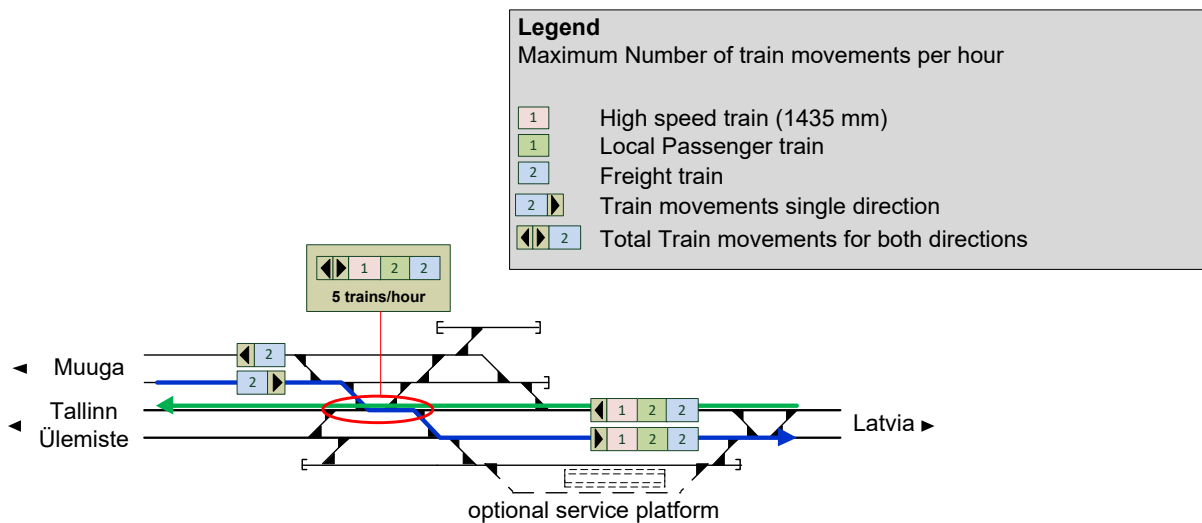 Legend
Maximum Number of train movements per hour
1 High speed train (1435 mm)
1 Local Passenger train
2 Freight train
2 Train movements single direction
2 Total Train movements for both directions
1 2 2
5 trains/hour
2
Muuga
2
Tallinn
Ülemiste
1 2 2
1 2 2
Latvia
optional service platform